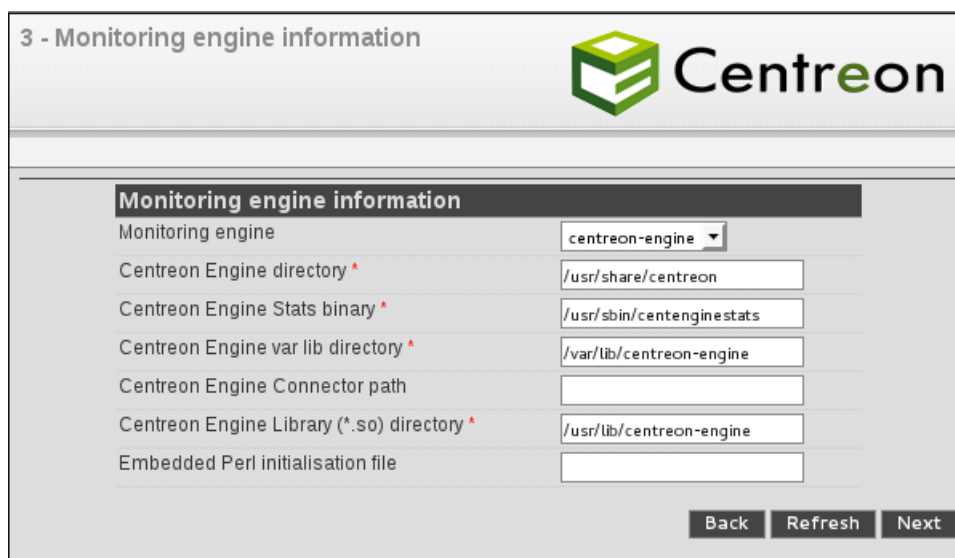 3 - Monitoring engine information
Centreon
Monitoring engine information
Monitoring engine centreon-engine
Centreon Engine directory * /usr/share/centreon
Centreon Engine Stats binary * /usr/sbin/centenginestats
Centreon Engine var lib directory * /var/lib/centreon-engine
Centreon Engine Connector path
Centreon Engine Library (*.so) directory * /usr/lib/centreon-engine
Embedded Perl initialisation file
Back Refresh Next